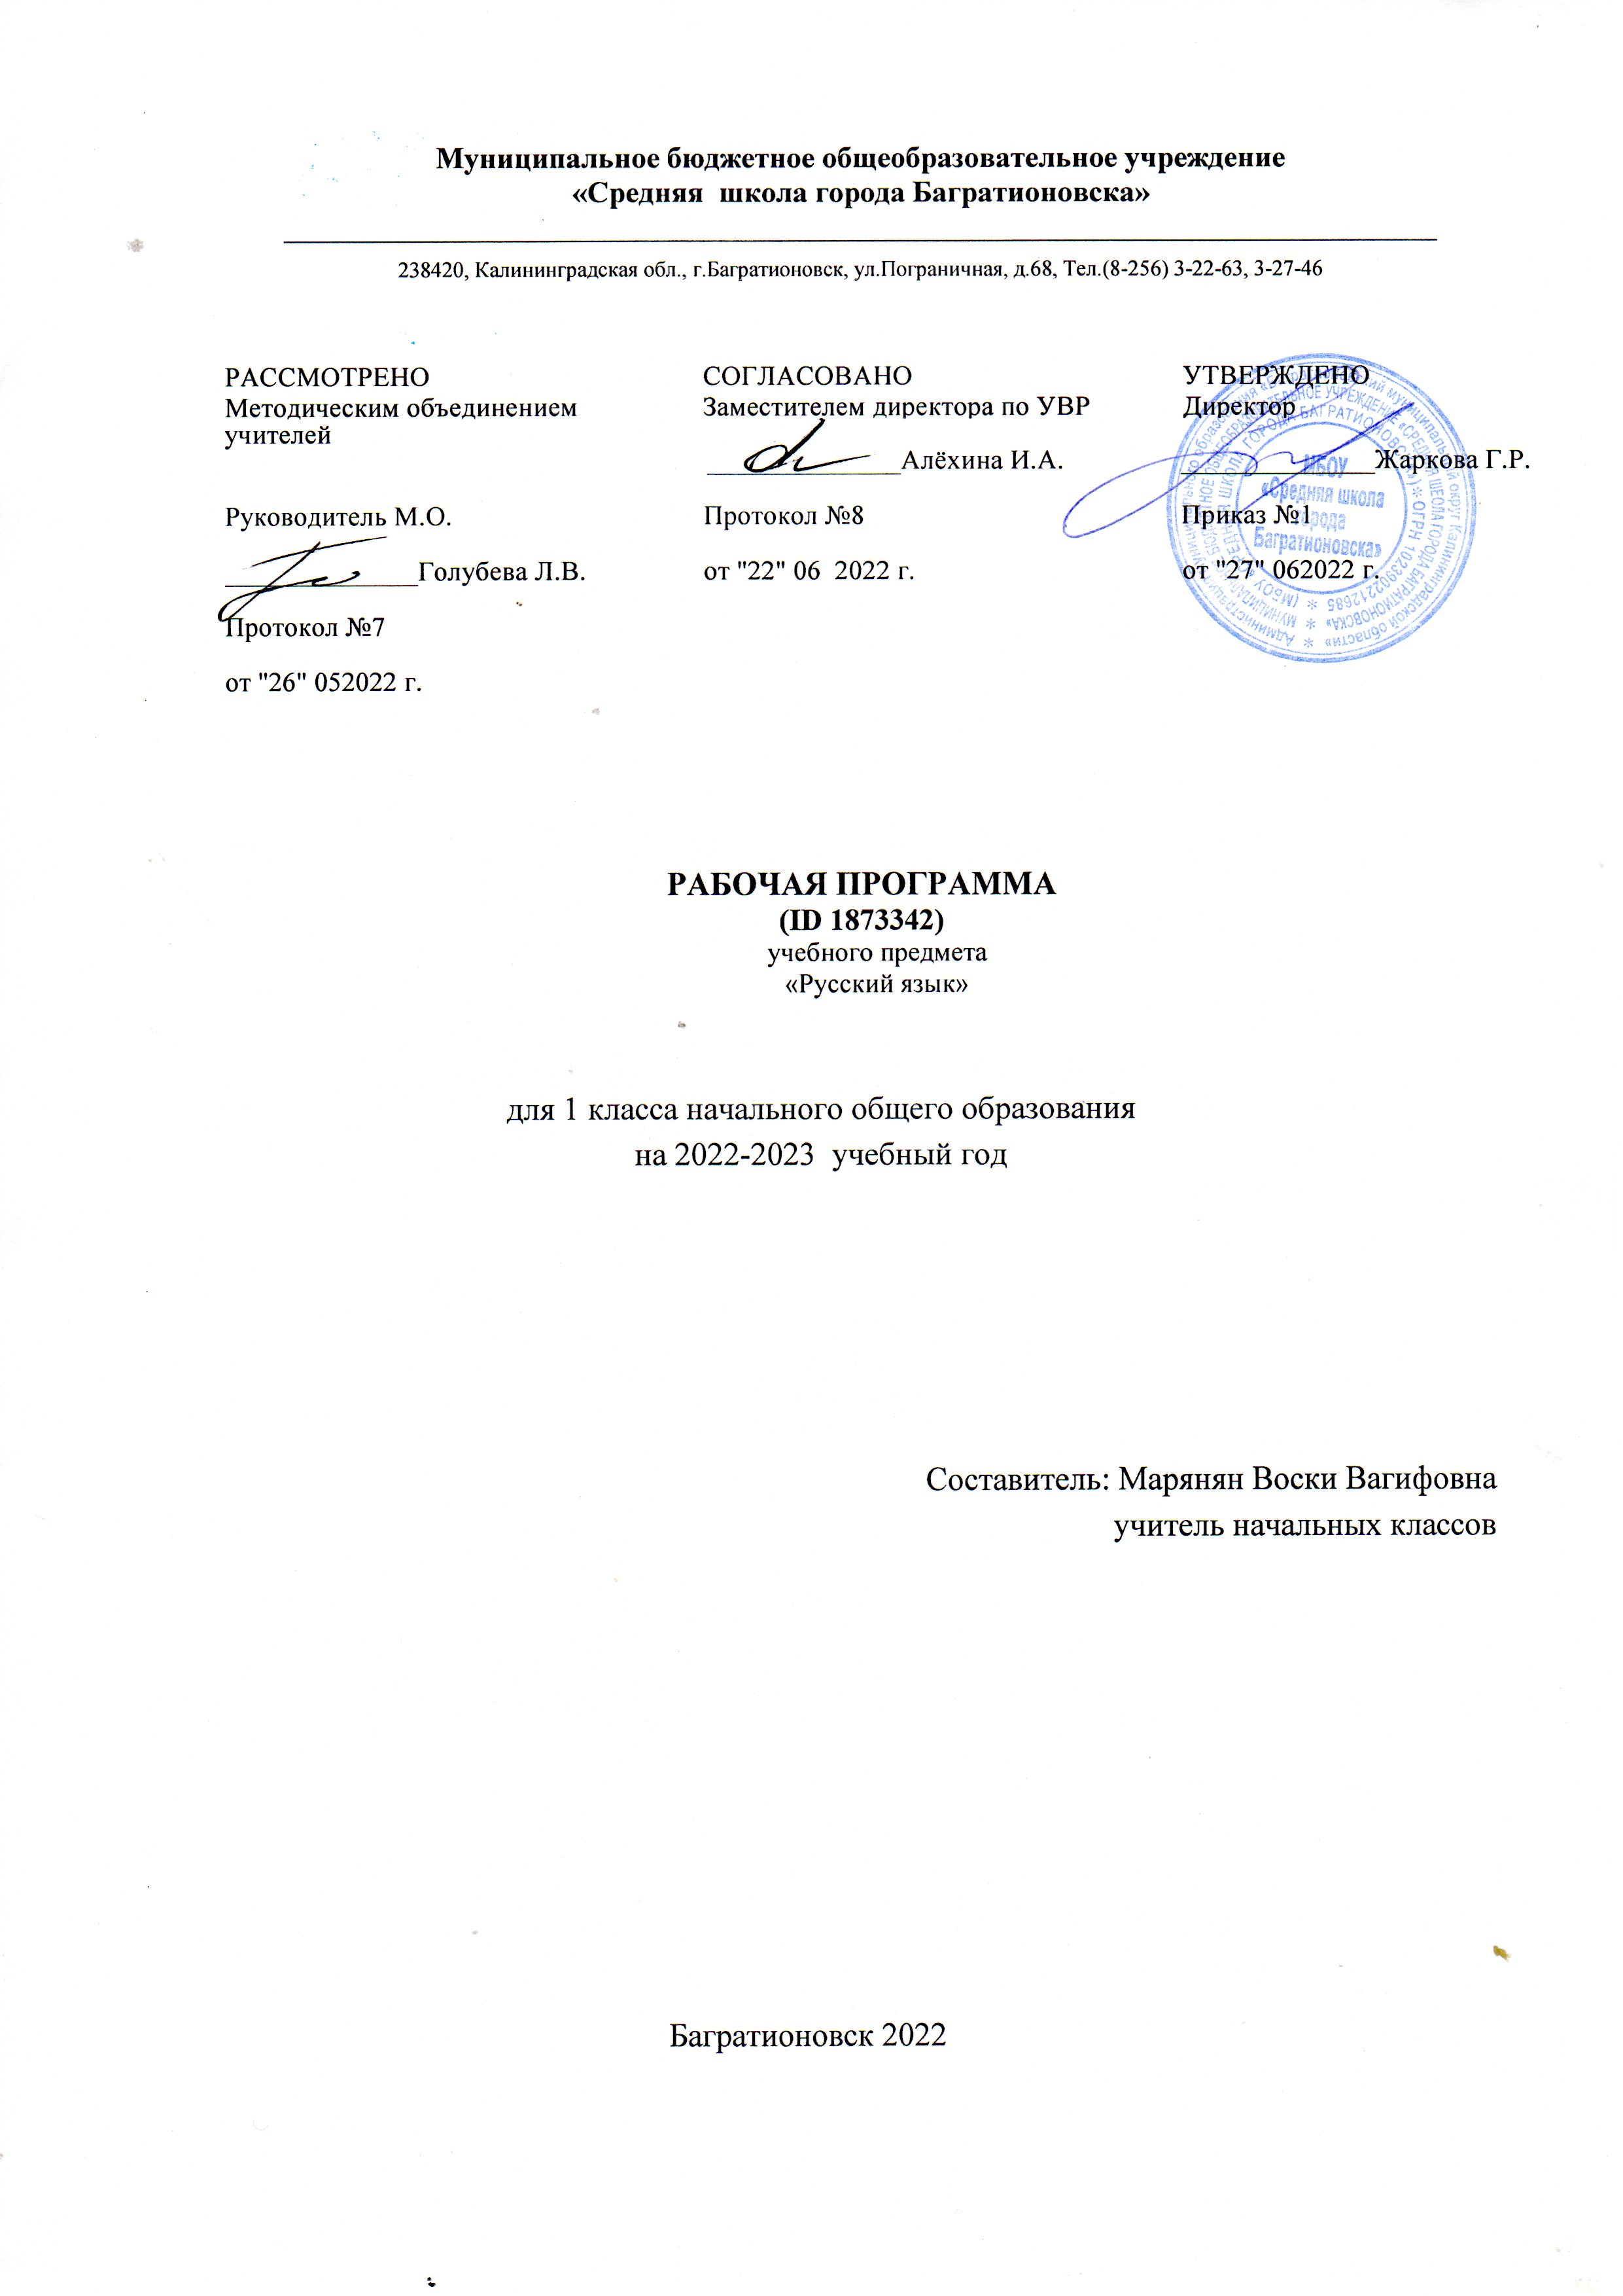 Муниципальное бюджетное общеобразовательное учреждение
«Средняя школа города Багратионовска»
238420, Калининградская обл., г.Багратионовск, ул.Пограничная, д.68, Тел.(8-256) 3-22-63, 3-27-46
РАССМОТРЕНО
Методическим объединением
учителей
Руководитель М.О.
Голубева Л.В.
Протокол №7
от "26" 052022 г.
СОГЛАСОВАНО
Заместителем директора по УВР
Алёхина И.А.
Протокол №8
от "22" 06 2022 г.
УТВЕРЖДЕНО
Директор
Жаркова Г.Р.
Приказ №1
от "27" 062022 г.
МБОУ
«Средняя школа
города
Багратионовска»
РАБОЧАЯ ПРОГРАММА
(ID 1873342)
учебного предмета
«Русский язык»
для 1 класса начального общего образования
на 2022-2023 учебный год
Составитель: Марянян Воски Вагифовна
учитель начальных классов
Багратионовск 2022